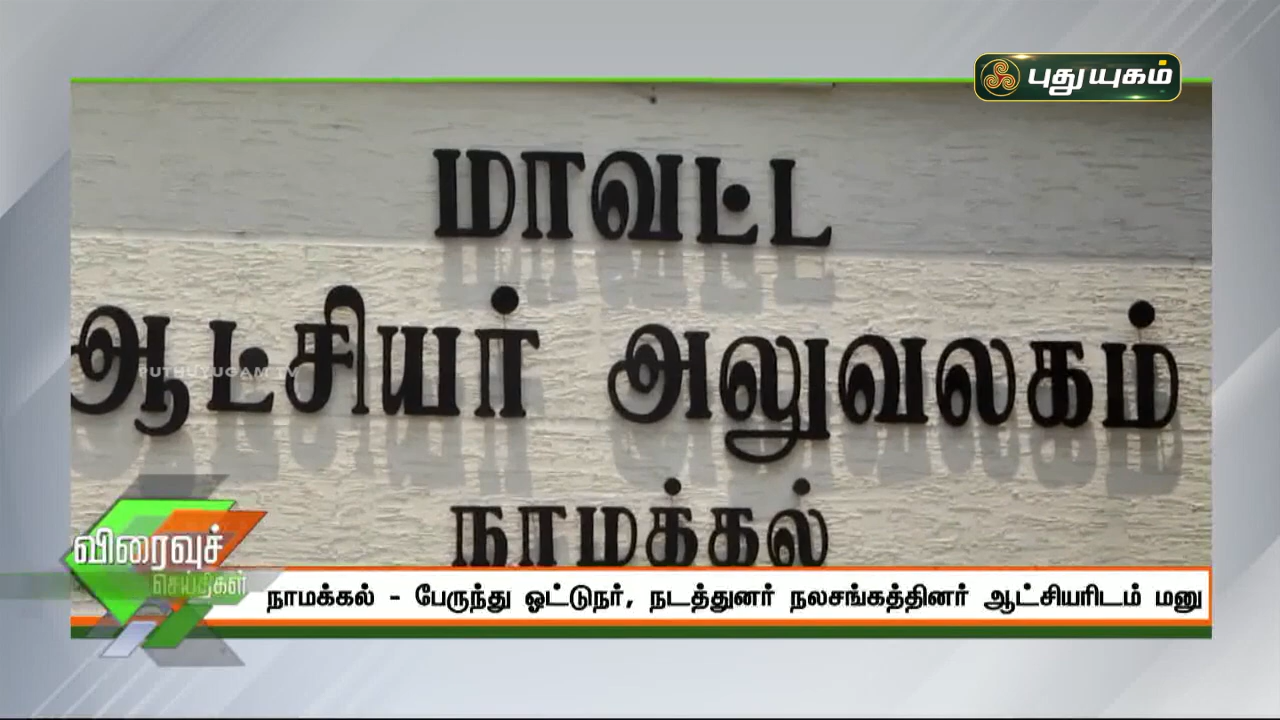 புதுயுகம்
மாவட்ட
ஆட்சியர் அலுவலகம்
PUTHUYUGAM TV
நாமக்கல்
விரைவுச்
செய்திகள்
நாமக்கல் - பேருந்து ஓட்டுநர், நடத்துனர் நலசங்கத்தினர் ஆட்சியரிடம் மனு